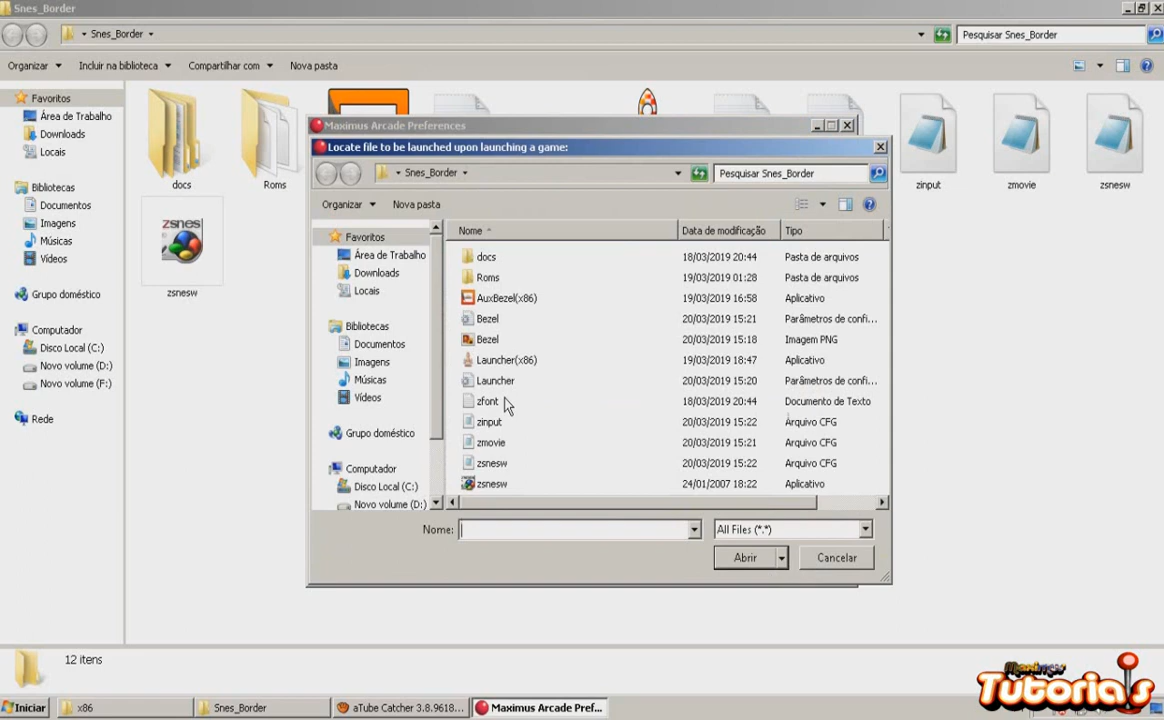 Snes_Border
Snes_Border
Pesquisar Snes_Border
Organizar
Incluir na biblioteca
Compartilhar com
Nova pasta
Favoritos
Área de Trabalho
Downloads
Locais
Bibliotecas
Documentos
Imagens
Músicas
Vídeos
Grupo doméstico
Computador
Disco Local (C:)
Novo volume (D:)
Novo volume (F:)
Rede
docs
Roms
zinput
zmovie
zsnesw
zsnes
zsnesw
Maximus Arcade Preferences
Locate file to be launched upon launching a game:
Snes_Border
Pesquisar Snes_Border
Organizar
Nova pasta
Favoritos
Área de Trabalho
Downloads
Locais
Bibliotecas
Documentos
Imagens
Músicas
Vídeos
Grupo doméstico
Computador
Disco Local (C:)
Novo volume (D:)
Nome Data de modificação Tipo
docs 18/03/2019 20:44 Pasta de arquivos
Roms 19/03/2019 01:28 Pasta de arquivos
AuxBezel(x86) 19/03/2019 16:58 Aplicativo
Bezel 20/03/2019 15:21 Parâmetros de confi...
Bezel 20/03/2019 15:18 Imagem PNG
Launcher(x86) 19/03/2019 18:47 Aplicativo
Launcher 20/03/2019 15:20 Parâmetros de confi...
zfont 18/03/2019 20:44 Documento de Texto
zinput 20/03/2019 15:22 Arquivo CFG
zmovie 20/03/2019 15:21 Arquivo CFG
zsnesw 20/03/2019 15:22 Arquivo CFG
zsnesw 24/01/2007 18:22 Aplicativo
Nome:
All Files (*.*)
Abrir
Cancelar
12 itens
Tutoria's
Iniciar
x86
Snes_Border
aTube Catcher 3.8.9618...
Maximus Arcade Pref...